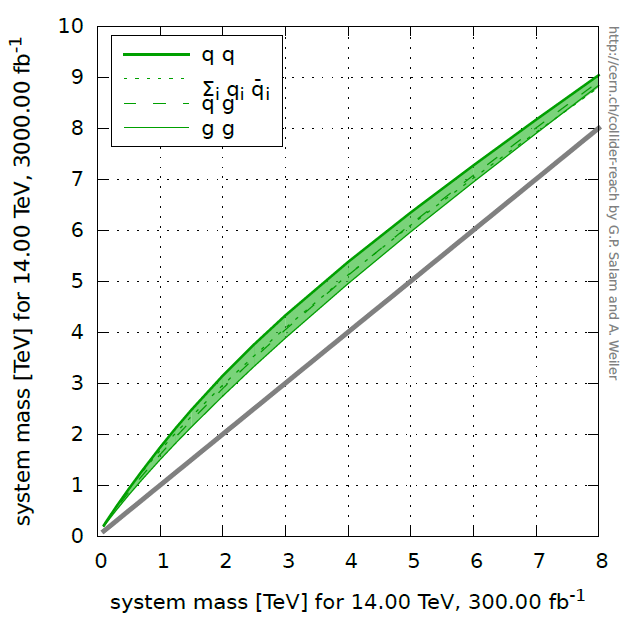 10
9
8
7
6
5
4
3
2
1
0
0 1 2 3 4 5 6 7 8
q q
Σi qi q̄i
q g
g g
system mass [TeV] for 14.00 TeV, 3000.00 fb-1
system mass [TeV] for 14.00 TeV, 300.00 fb-1
http://cern.ch/collider-reach by G.P. Salam and A. Weiler